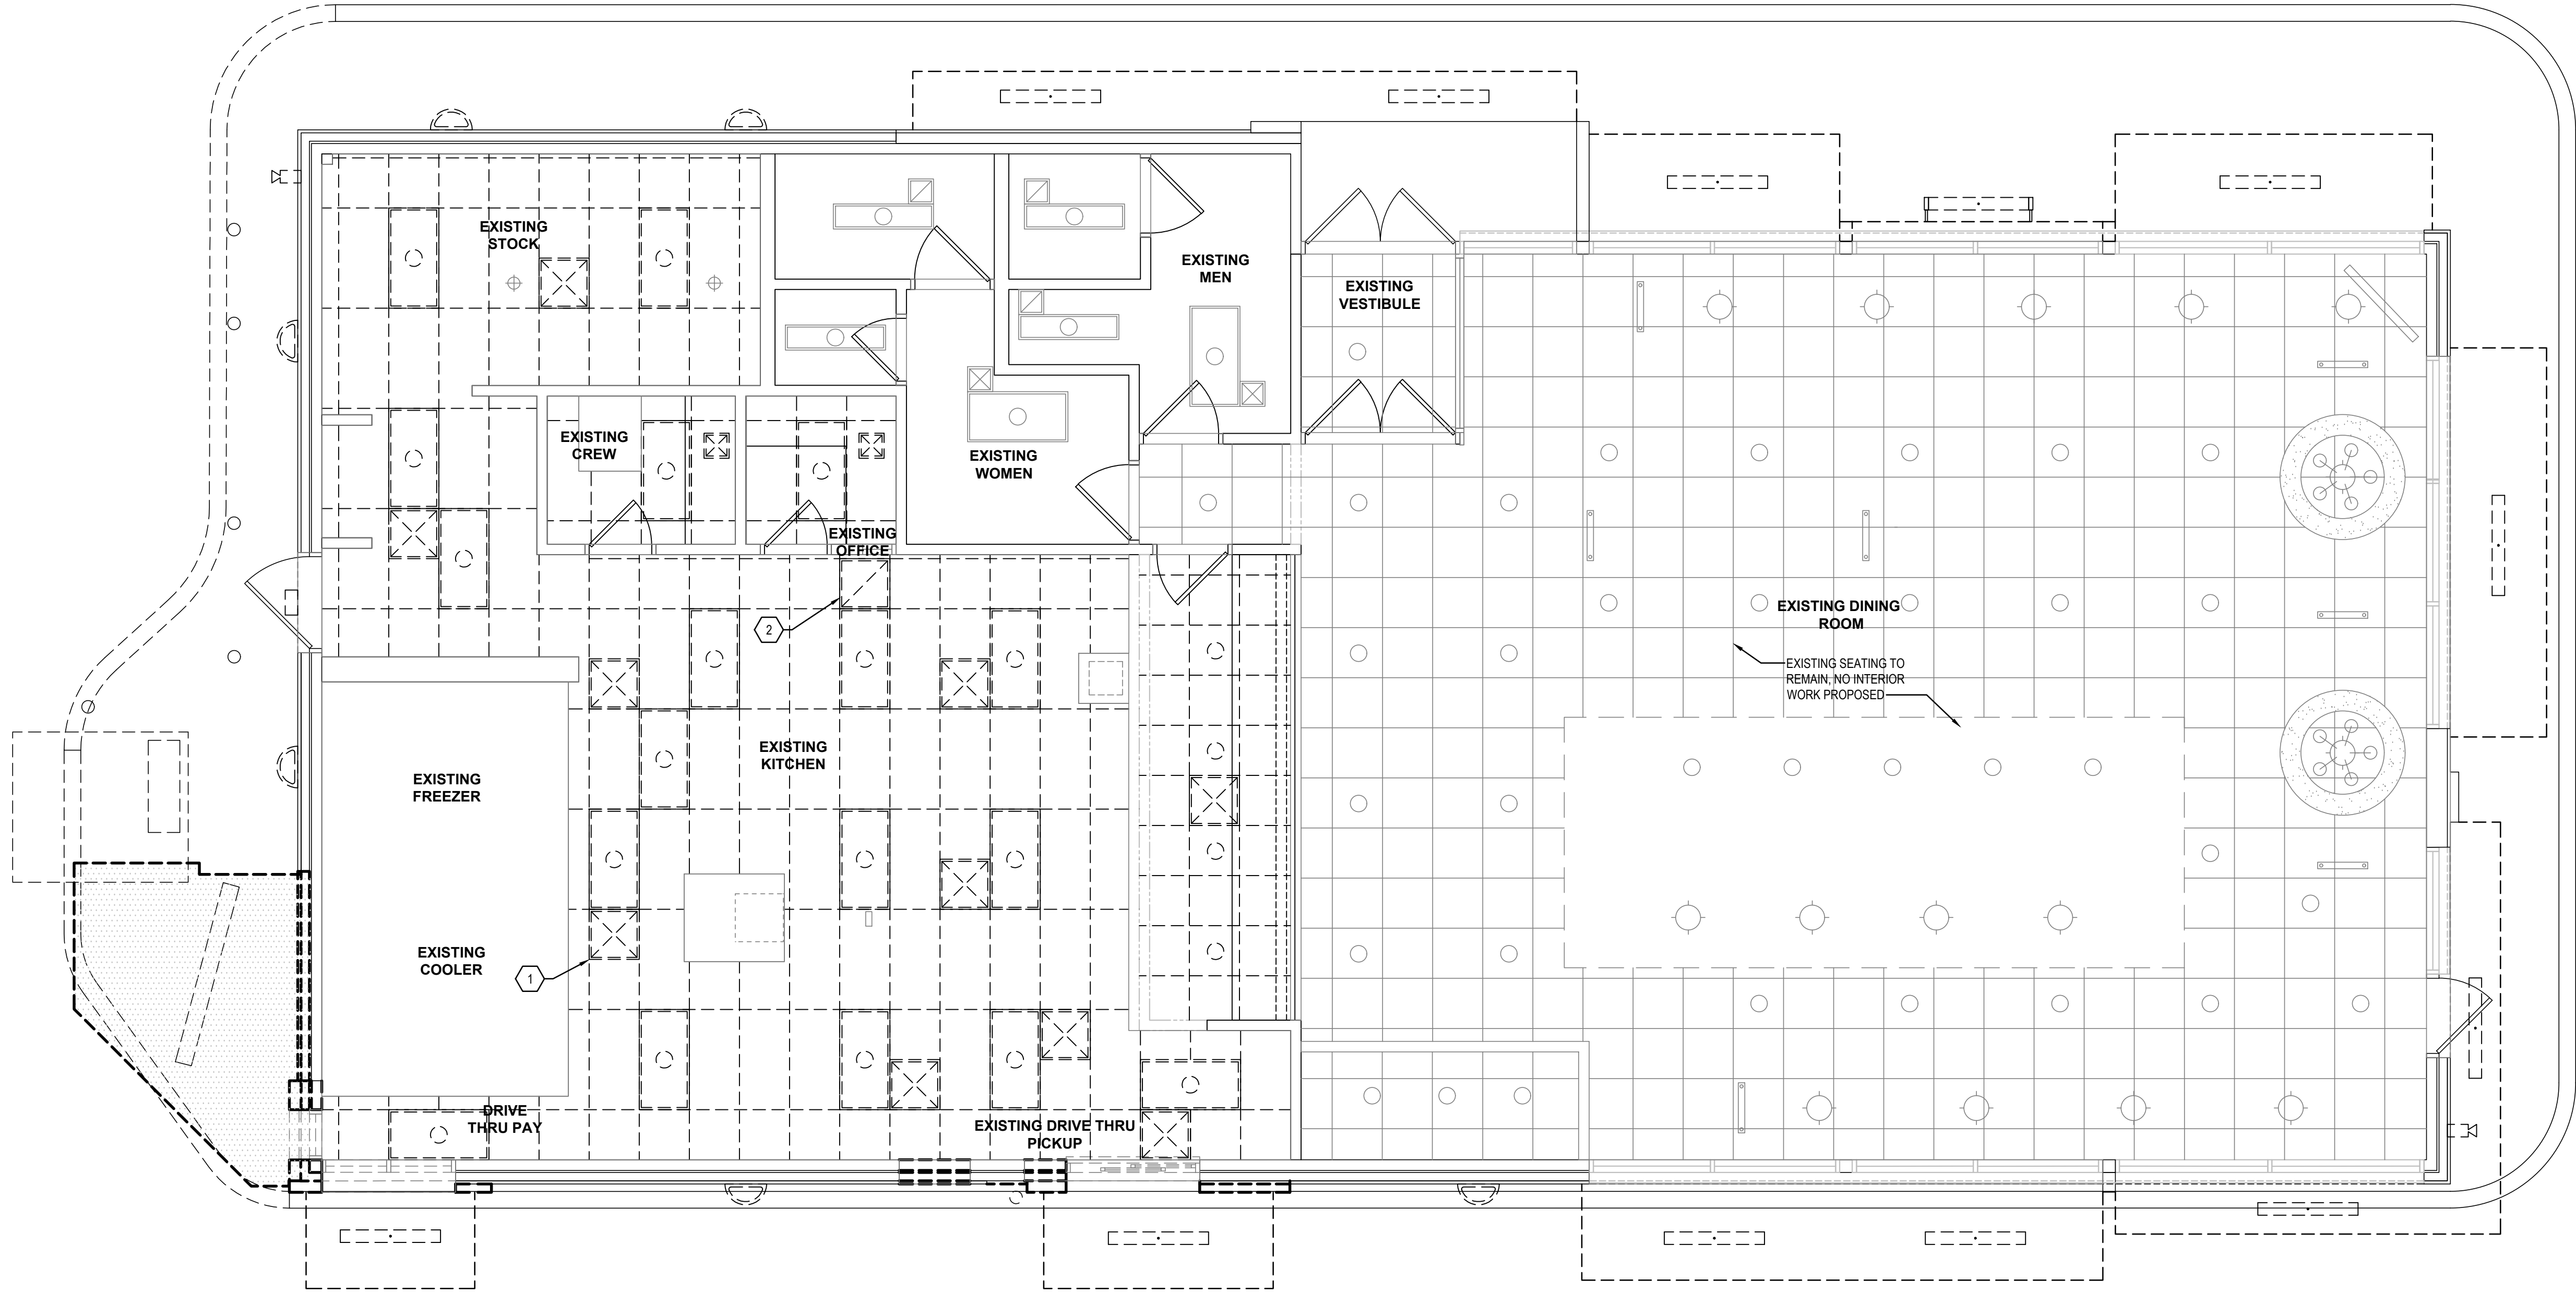 EXISTING
STOCK
EXISTING
MEN
EXISTING
VESTIBULE
EXISTING
CREW
EXISTING
WOMEN
EXISTING
OFFICE
2
EXISTING DINING
ROOM
EXISTING SEATING TO
REMAIN, NO INTERIOR
WORK PROPOSED
EXISTING
KITCHEN
EXISTING
FREEZER
EXISTING
COOLER
1
DRIVE
THRU PAY
EXISTING DRIVE THRU
PICKUP